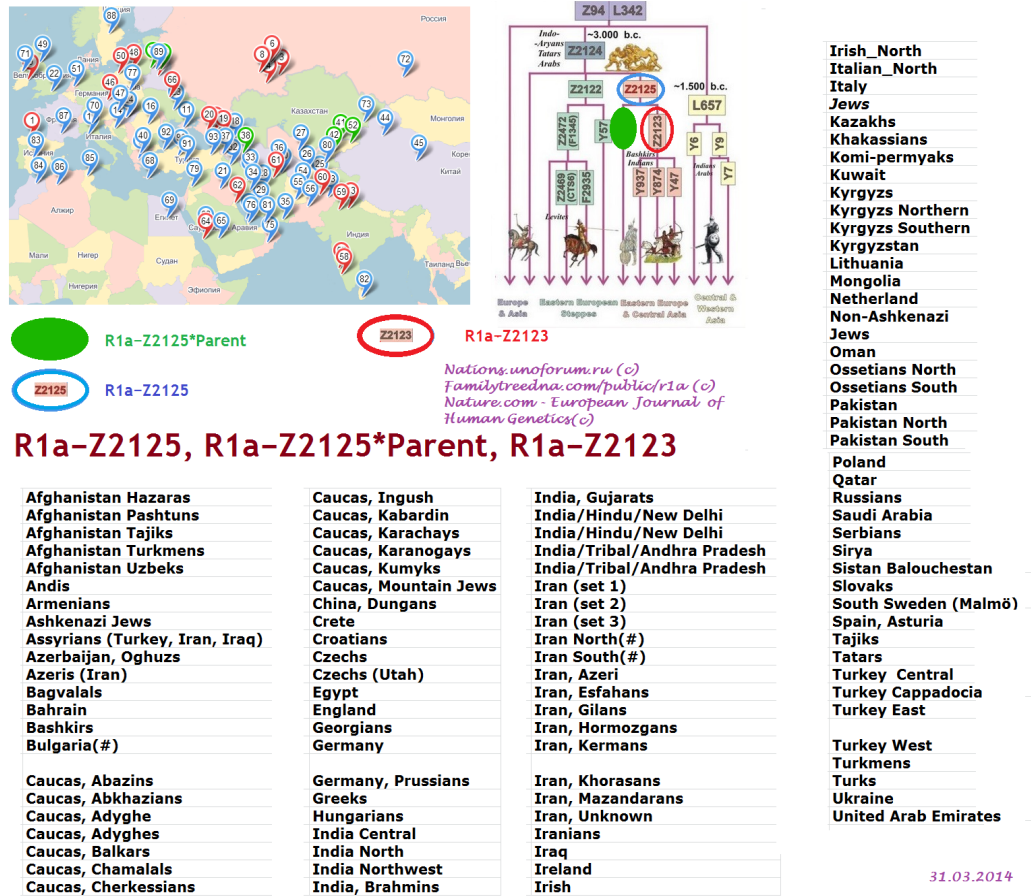 Россия
Дания
Великобритания
Германия
Италия
Казахстан
Монголия
Китай
Алжир
Египет
Мали
Нигер
Судан
Нигерия
Эфиопия
Индия
Таиланд
Z94 L342
~3.000 b.c.
Indo-
-Aryans
Tatars
Arabs
Z2124
Z2122
Z2125
~1.500 b.c.
L657
Z2472
(F1345)
Y57
Z2123
Y6
Y9
Bashkirs
Indians
Indians
Arabs
Y7
Z2469
(CTS6)
F2935
Y937
Y874
Y47
Levites
Europe
& Asia
Eastern European
Steppes
Eastern Europe
& Central Asia
Central &
Western
Asia
R1a-Z2125*Parent
Z2123
R1a-Z2123
Z2125
R1a-Z2125
Nations.unoforum.ru (c)
Familytreedna.com/public/r1a (c)
Nature.com - European Journal of
Human Genetics(c)
R1a-Z2125, R1a-Z2125*Parent, R1a-Z2123
Afghanistan Hazaras
Afghanistan Pashtuns
Afghanistan Tajiks
Afghanistan Turkmens
Afghanistan Uzbeks
Andis
Armenians
Ashkenazi Jews
Assyrians (Turkey, Iran, Iraq)
Azerbaijan, Oghuzs
Azeris (Iran)
Bagvalals
Bahrain
Bashkirs
Bulgaria(#)
Caucas, Abazins
Caucas, Abkhazians
Caucas, Adyghe
Caucas, Adyghes
Caucas, Balkars
Caucas, Chamalals
Caucas, Cherkessians
Caucas, Ingush
Caucas, Kabardin
Caucas, Karachays
Caucas, Karanogays
Caucas, Kumyks
Caucas, Mountain Jews
China, Dungans
Crete
Croatians
Czechs
Czechs (Utah)
Egypt
England
Georgians
Germany
Germany, Prussians
Greeks
Hungarians
India Central
India North
India Northwest
India, Brahmins
India, Gujarats
India/Hindu/New Delhi
India/Hindu/New Delhi
India/Tribal/Andhra Pradesh
India/Tribal/Andhra Pradesh
Iran (set 1)
Iran (set 2)
Iran (set 3)
Iran North(#)
Iran South(#)
Iran, Azeri
Iran, Esfahans
Iran, Gilans
Iran, Hormozgans
Iran, Kermans
Iran, Khorasans
Iran, Mazandarans
Iran, Unknown
Iranians
Iraq
Ireland
Irish
Irish_North
Italian_North
Italy
Jews
Kazakhs
Khakassians
Komi-permyaks
Kuwait
Kyrgyzs
Kyrgyzs Northern
Kyrgyzs Southern
Kyrgyzstan
Lithuania
Mongolia
Netherland
Non-Ashkenazi
Jews
Oman
Ossetians North
Ossetians South
Pakistan
Pakistan North
Pakistan South
Poland
Qatar
Russians
Saudi Arabia
Serbians
Sirya
Sistan Balouchestan
Slovaks
South Sweden (Malmö)
Spain, Asturia
Tajiks
Tatars
Turkey Central
Turkey Cappadocia
Turkey East
Turkey West
Turkmens
Turks
Ukraine
United Arab Emirates
31.03.2014